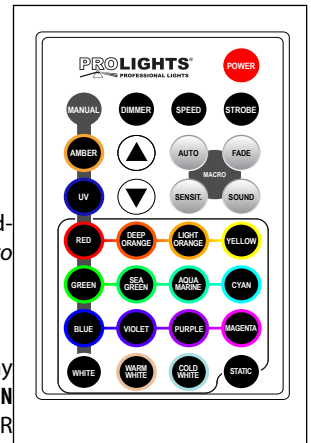 PROLIGHTS®
PROFESSIONAL LIGHTS
POWER
MANUAL DIMMER SPEED STROBE
AMBER AUTO FADE
MACRO
UV SENSIT. SOUND
d-
to
RED DEEP ORANGE LIGHT ORANGE YELLOW
GREEN SEA GREEN AQUA MARINE CYAN
BLUE VIOLET PURPLE MAGENTA
WHITE WARM WHITE COLD WHITE STATIC
y
N
R